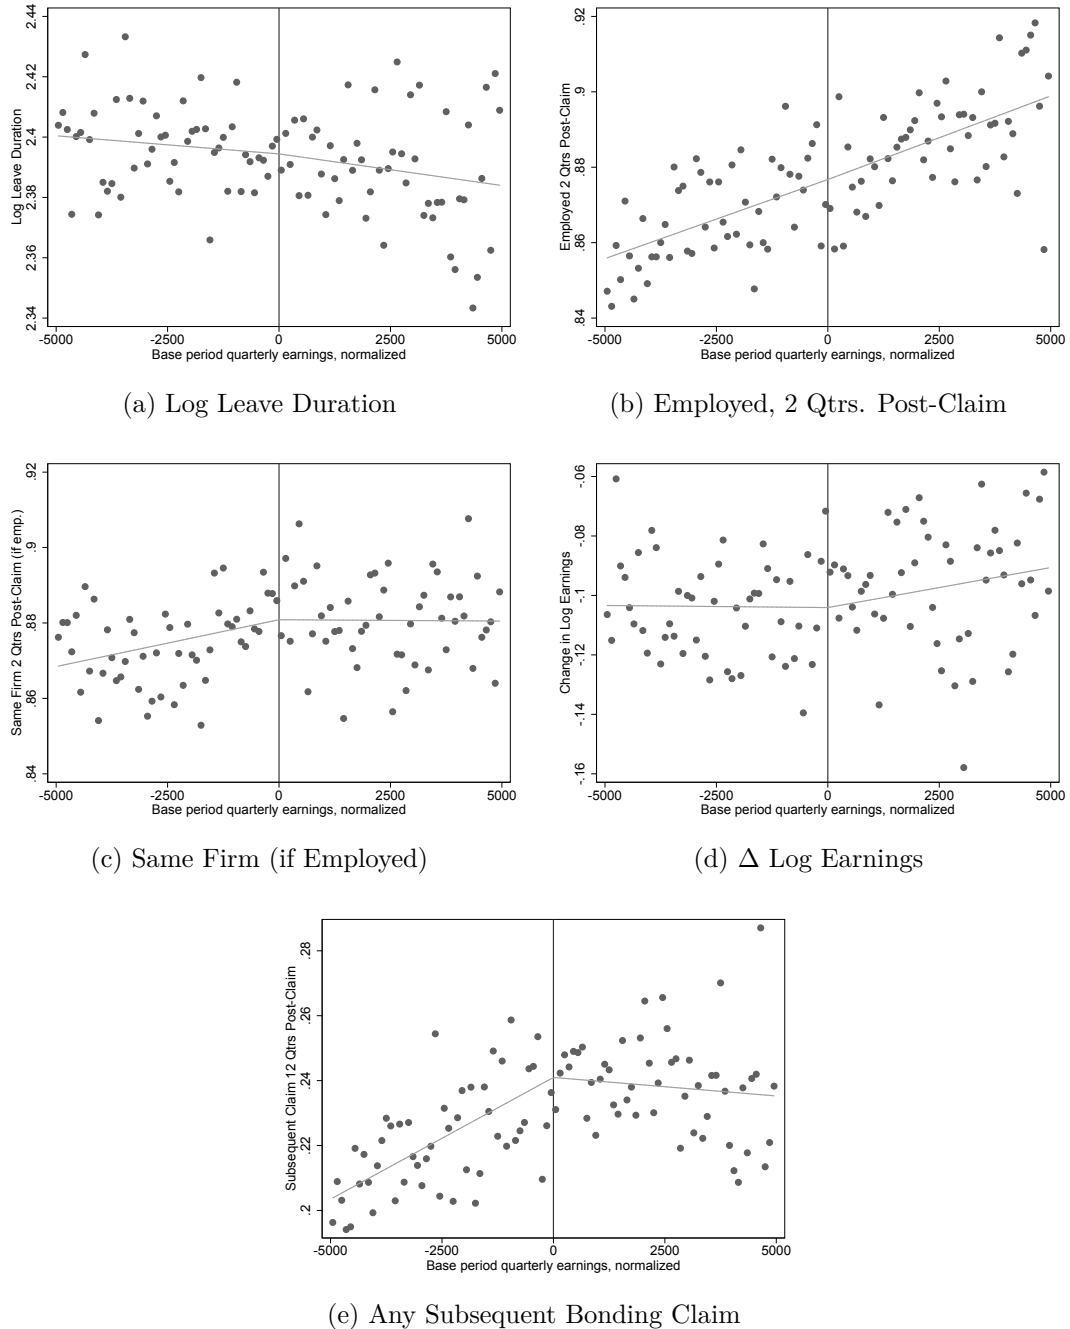 2.44
2.42
2.4
2.38
2.36
2.34
Log Leave Duration
-5000 -2500 0 2500 5000
Base period quarterly earnings, normalized
(a) Log Leave Duration
.92
.9
.88
.86
.84
Employed 2 Qtrs Post-Claim
-5000 -2500 0 2500 5000
Base period quarterly earnings, normalized
(b) Employed, 2 Qtrs. Post-Claim
.92
.9
.88
.86
.84
Same Firm 2 Qtrs Post-Claim (if emp.)
-5000 -2500 0 2500 5000
Base period quarterly earnings, normalized
(c) Same Firm (if Employed)
-.06
-.08
-.1
-.12
-.14
-.16
Change in Log Earnings
-5000 -2500 0 2500 5000
Base period quarterly earnings, normalized
(d) Δ Log Earnings
.28
.26
.24
.22
.2
Subsequent Claim 12 Qtrs Post-Claim
-5000 -2500 0 2500 5000
Base period quarterly earnings, normalized
(e) Any Subsequent Bonding Claim